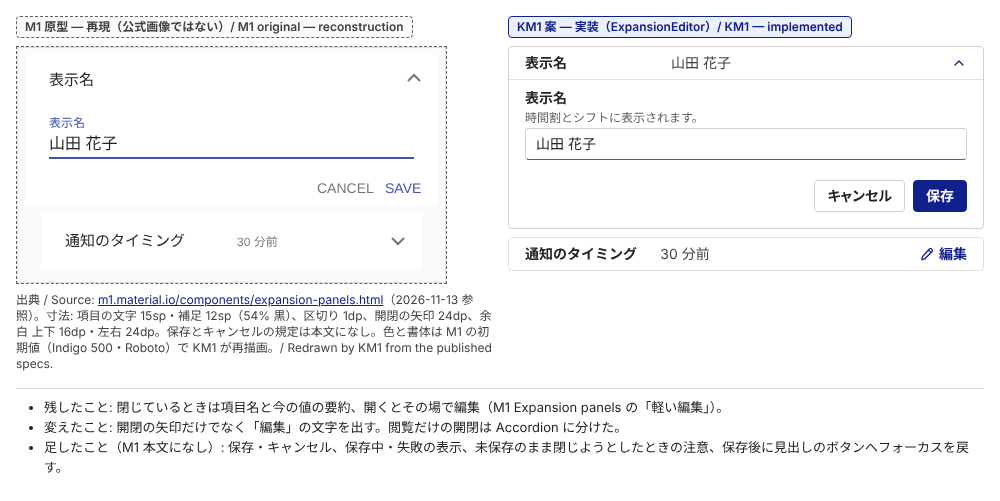 M1 原型 — 再現（公式画像ではない）/ M1 original — reconstruction
表示名
表示名
山田 花子
CANCEL SAVE
通知のタイミング 30 分前
出典 / Source: m1.material.io/components/expansion-panels.html（2026-11-13 参
照）。寸法: 項目の文字 15sp・補足 12sp（54% 黒）、区切り 1dp、開閉の矢印 24dp、余
白 上下 16dp・左右 24dp。保存とキャンセルの規定は本文になし。色と書体は M1 の初
期値（Indigo 500・Roboto）で KM1 が再描画。/ Redrawn by KM1 from the published
specs.
KM1 案 — 実装（ExpansionEditor）/ KM1 — implemented
表示名 山田 花子
表示名
時間割とシフトに表示されます。
山田 花子
キャンセル 保存
通知のタイミング 30 分前 編集
• 残したこと: 閉じているときは項目名と今の値の要約、開くとその場で編集（M1 Expansion panels の「軽い編集」）。
• 変えたこと: 開閉の矢印だけでなく「編集」の文字を出す。閲覧だけの開閉は Accordion に分けた。
• 足したこと（M1 本文になし）: 保存・キャンセル、保存中・失敗の表示、未保存のまま閉じようとしたときの注意、保存後に見出しのボタンへフォーカスを戻
す。